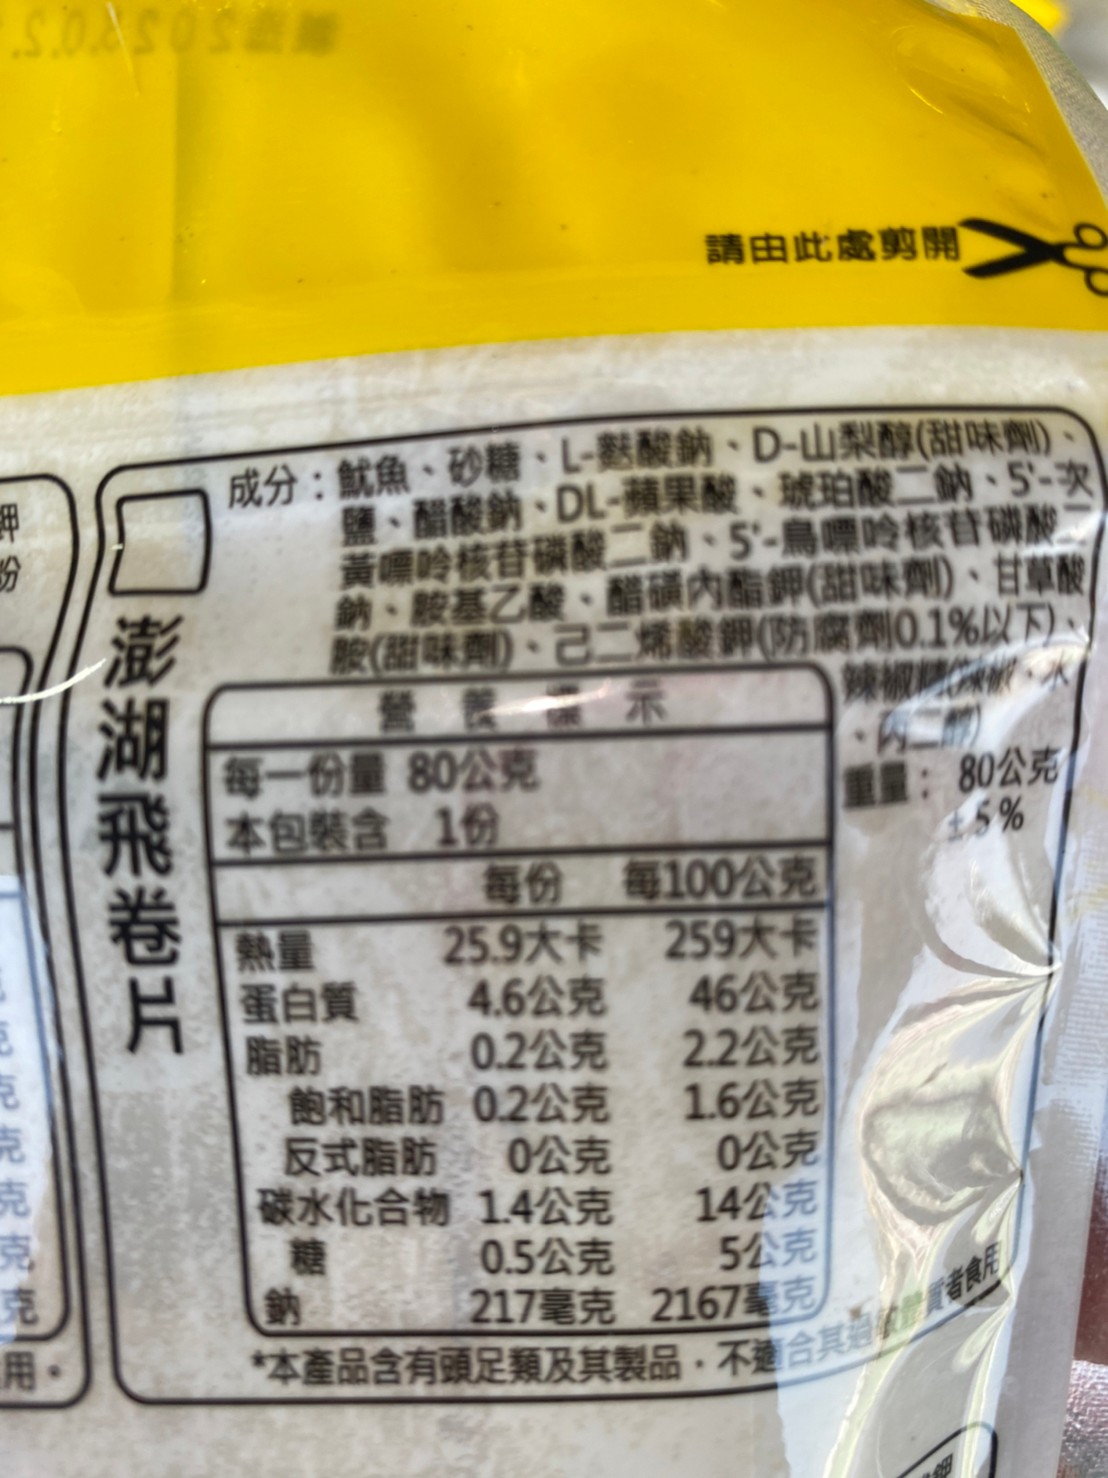 請由此處剪開
成分：魷魚、砂糖、L-麩酸鈉、D-山梨醇(甜味劑)、
鹽、醋酸鈉、DL-蘋果酸、琥珀酸二鈉、5'-次
黃嘌呤核苷磷酸二鈉、5'-鳥嘌呤核苷磷酸二
鈉、胺基乙酸、醋磺內酯鉀(甜味劑)、甘草酸
胺(甜味劑)、己二烯酸鉀(防腐劑0.1%以下)、
辣椒精(辣椒、水
、丙二醇)
重量： 80公克
±5%
澎湖飛卷片
營養標示
每一份量 80公克
本包裝含 1份
每份 每100公克
熱量 25.9大卡 259大卡
蛋白質 4.6公克 46公克
脂肪 0.2公克 2.2公克
飽和脂肪 0.2公克 1.6公克
反式脂肪 0公克 0公克
碳水化合物 1.4公克 14公克
糖 0.5公克 5公克
鈉 217毫克 2167毫克
*本產品含有頭足類及其製品，不適合其過敏體質者食用